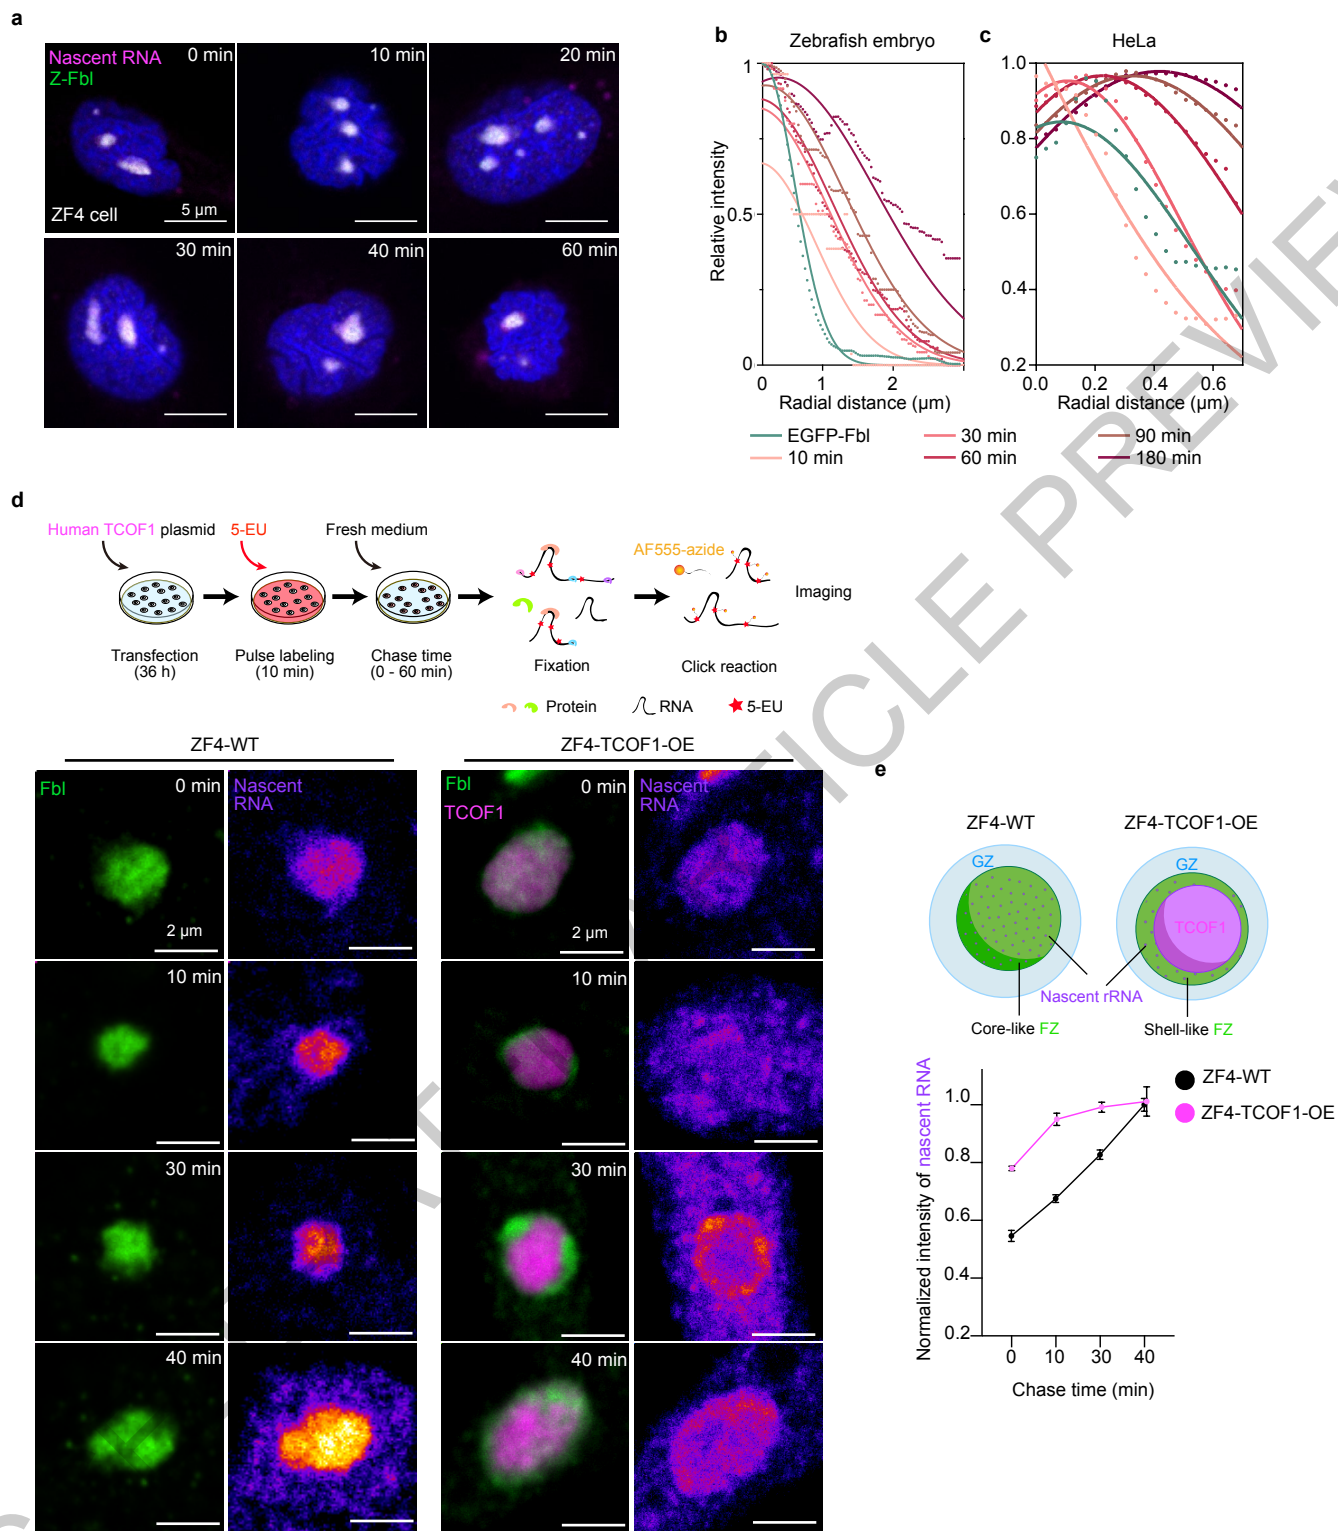 a
Nascent RNA
Z-Fbl
0 min
10 min
20 min
ZF4 cell
5 µm
30 min
40 min
60 min
b
Zebrafish embryo
Relative intensity
1
0.5
0
0
1
2
Radial distance (µm)
c
HeLa
1.0
0.8
0.6
0.4
0.2
0.0
0.2
0.4
0.6
Radial distance (µm)
EGFP-Fbl
30 min
90 min
10 min
60 min
180 min
d
Human TCOF1 plasmid
5-EU
Fresh medium
AF555-azide
Imaging
Transfection
(36 h)
Pulse labeling
(10 min)
Chase time
(0 - 60 min)
Fixation
Click reaction
Protein
RNA
5-EU
ZF4-WT
ZF4-TCOF1-OE
Fbl
0 min
Nascent
RNA
Fbl
TCOF1
0 min
Nascent
RNA
2 µm
2 µm
10 min
10 min
30 min
30 min
40 min
40 min
e
ZF4-WT
ZF4-TCOF1-OE
GZ
GZ
TCOF1
Nascent rRNA
Core-like FZ
Shell-like FZ
Normalized intensity of nascent RNA
1.0
0.8
0.6
0.4
0.2
0
10
30
40
Chase time (min)
ZF4-WT
ZF4-TCOF1-OE
ARTICLE PREVIEW